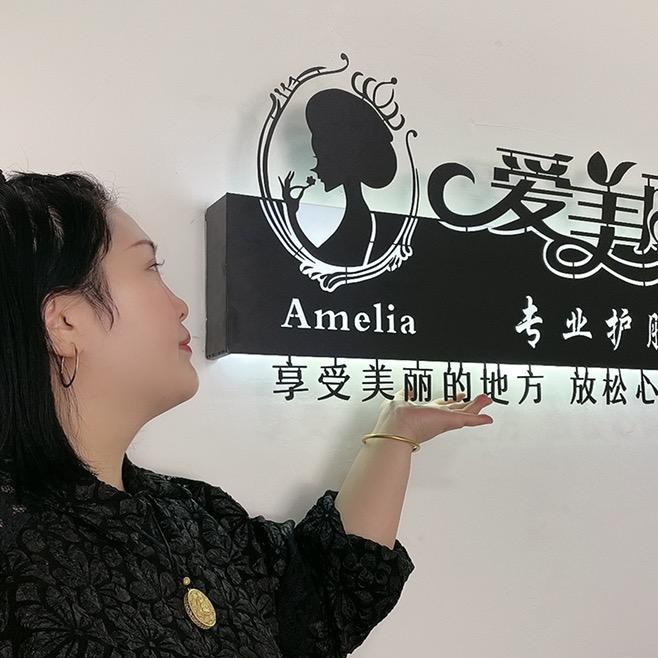 爱美
Amelia
专业护
享受美丽的地方 放松心